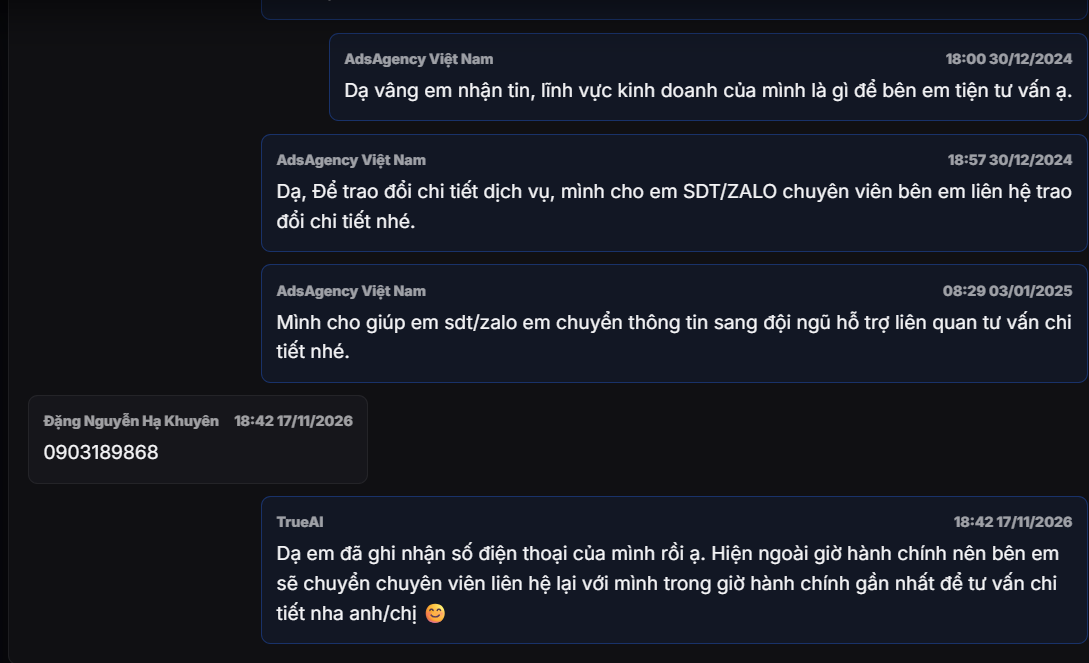 AdsAgency Việt Nam 18:00 30/12/2024
Dạ vâng em nhận tin, lĩnh vực kinh doanh của mình là gì để bên em tiện tư vấn ạ.
AdsAgency Việt Nam 18:57 30/12/2024
Dạ, Để trao đổi chi tiết dịch vụ, mình cho em SDT/ZALO chuyên viên bên em liên hệ trao
đổi chi tiết nhé.
AdsAgency Việt Nam 08:29 03/01/2025
Mình cho giúp em sdt/zalo em chuyển thông tin sang đội ngũ hỗ trợ liên quan tư vấn chi
tiết nhé.
Đặng Nguyễn Hạ Khuyên 18:42 17/11/2026
0903189868
TrueAI 18:42 17/11/2026
Dạ em đã ghi nhận số điện thoại của mình rồi ạ. Hiện ngoài giờ hành chính nên bên em
sẽ chuyển chuyên viên liên hệ lại với mình trong giờ hành chính gần nhất để tư vấn chi
tiết nha anh/chị 😊